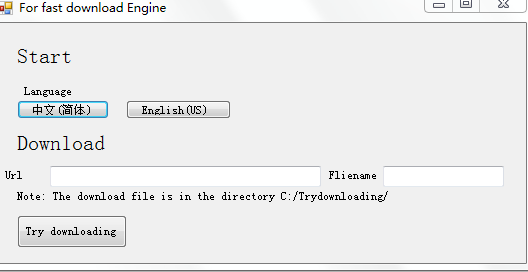 For fast download Engine
Start
Language
中文(简体) English(US)
Download
Url Fliename
Note: The download file is in the directory C:/Trydownloading/
Try downloading